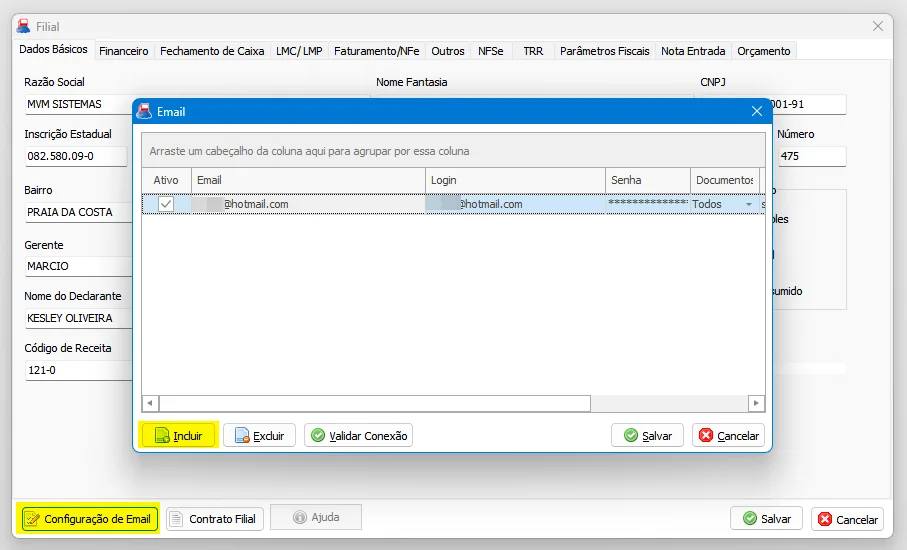 Filial
Dados Básicos Financeiro Fechamento de Caixa LMC/ LMP Faturamento/NFe Outros NFSe TRR Parâmetros Fiscais Nota Entrada Orçamento
Razão Social Nome Fantasia CNPJ
MVM SISTEMAS 001-91
Inscrição Estadual Número
082.580.09-0 475
Bairro
PRAIA DA COSTA
Gerente
MARCIO
Nome do Declarante
KESLEY OLIVEIRA
Código de Receita
121-0
Email
Arraste um cabeçalho da coluna aqui para agrupar por essa coluna
Ativo Email Login Senha Documentos
@hotmail.com @hotmail.com ************** Todos
Incluir Excluir Validar Conexão Salvar Cancelar
Configuração de Email Contrato Filial Ajuda Salvar Cancelar